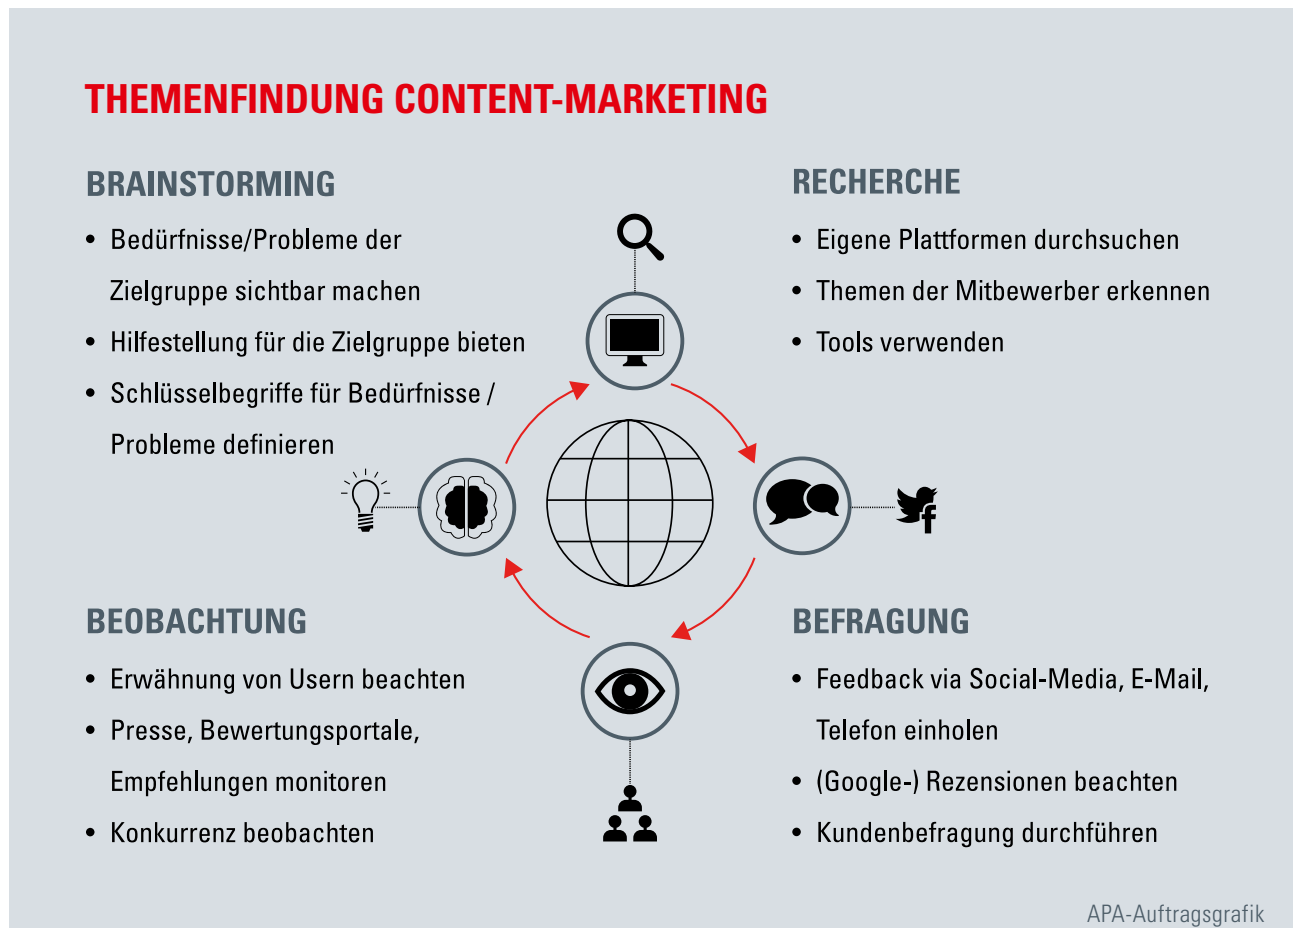 THEMENFINDUNG CONTENT-MARKETING
BRAINSTORMING
• Bedürfnisse/Probleme der
Zielgruppe sichtbar machen
• Hilfestellung für die Zielgruppe bieten
• Schlüsselbegriffe für Bedürfnisse /
Probleme definieren
RECHERCHE
• Eigene Plattformen durchsuchen
• Themen der Mitbewerber erkennen
• Tools verwenden
BEOBACHTUNG
• Erwähnung von Usern beachten
• Presse, Bewertungsportale,
Empfehlungen monitoren
• Konkurrenz beobachten
BEFRAGUNG
• Feedback via Social-Media, E-Mail,
Telefon einholen
• (Google-) Rezensionen beachten
• Kundenbefragung durchführen
APA-Auftragsgrafik